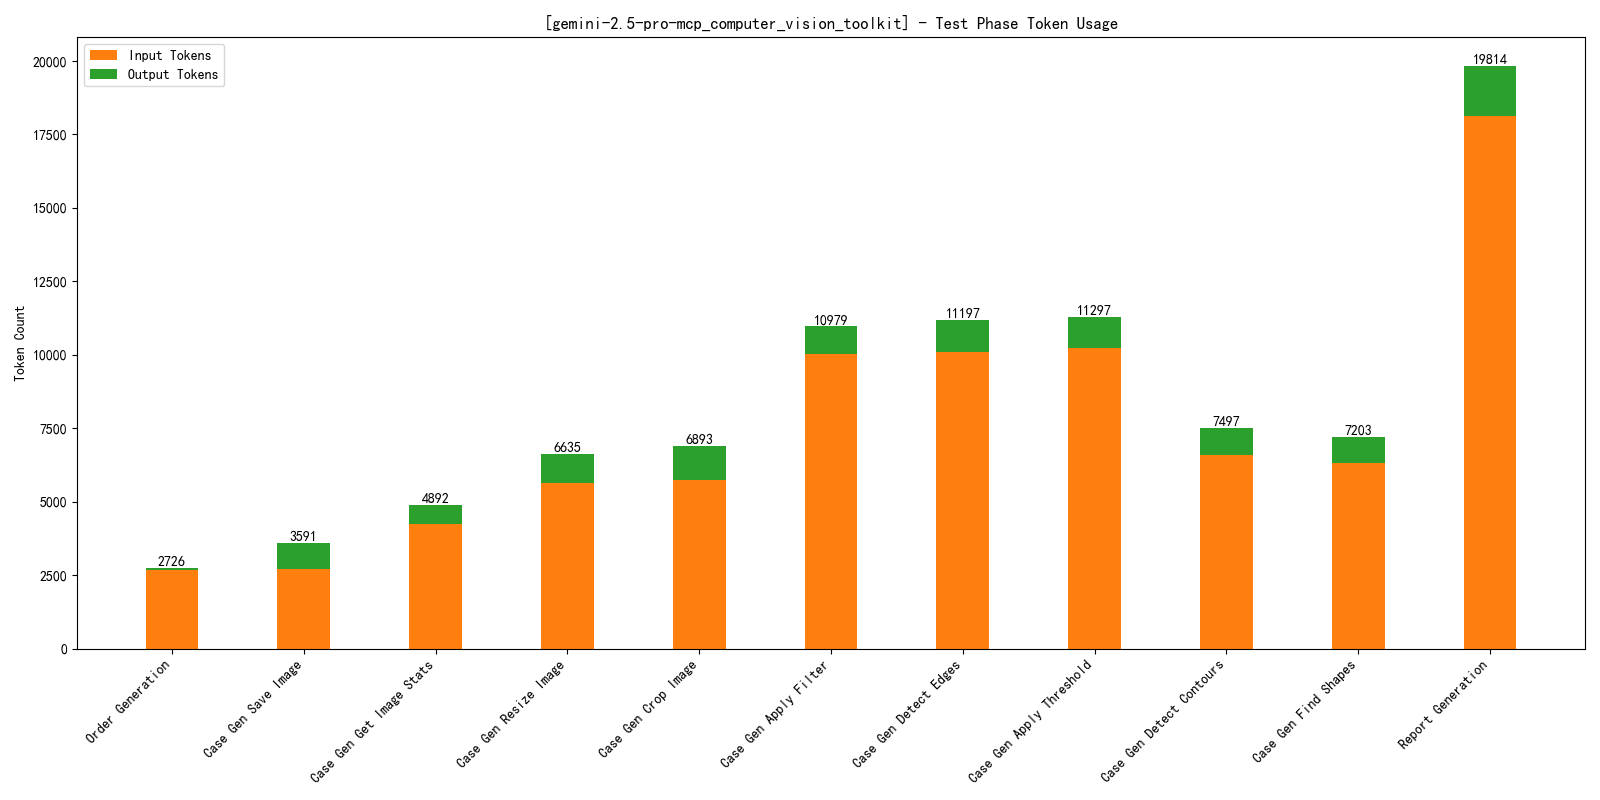 [gemini-2.5-pro-mcp_computer_vision_toolkit] - Test Phase Token Usage
Input Tokens
Output Tokens
Token Count
20000
17500
15000
12500
10000
7500
5000
2500
0
2726
3591
4892
6635
6893
10979
11197
11297
7497
7203
19814
Order Generation
Case Gen Save Image
Case Gen Get Image Stats
Case Gen Resize Image
Case Gen Crop Image
Case Gen Apply Filter
Case Gen Detect Edges
Case Gen Apply Threshold
Case Gen Detect Contours
Case Gen Find Shapes
Report Generation